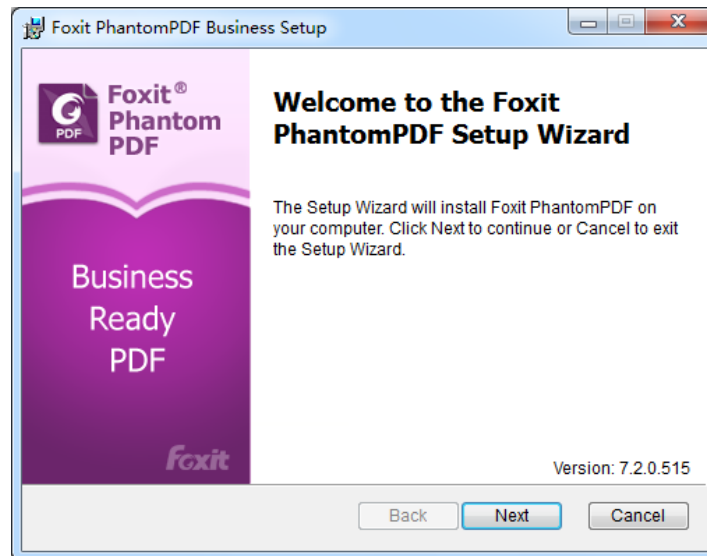 Foxit PhantomPDF Business Setup
Foxit®
Phantom
PDF
PDF
Welcome to the Foxit
PhantomPDF Setup Wizard
The Setup Wizard will install Foxit PhantomPDF on
your computer. Click Next to continue or Cancel to exit
the Setup Wizard.
Business
Ready
PDF
Foxit
Version: 7.2.0.515
Back
Next
Cancel